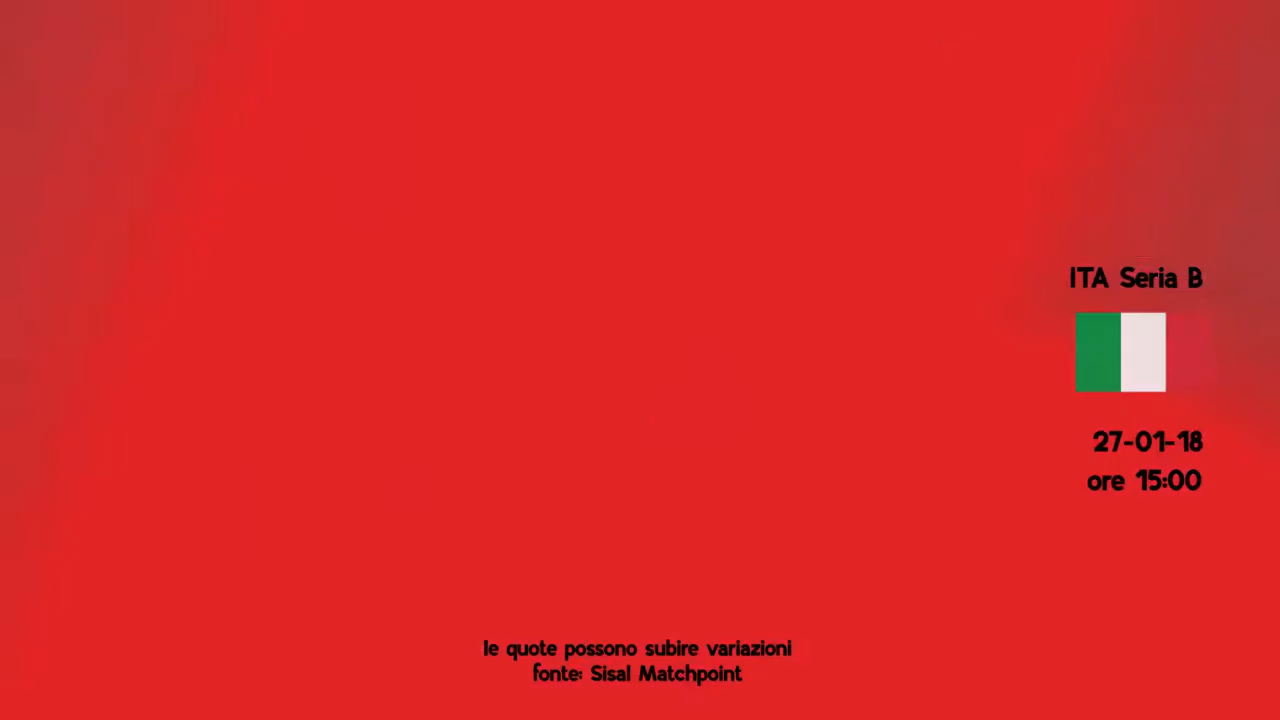 ITA Seria B
27-01-18
ore 15:00
le quote possono subire variazioni
fonte: Sisal Matchpoint